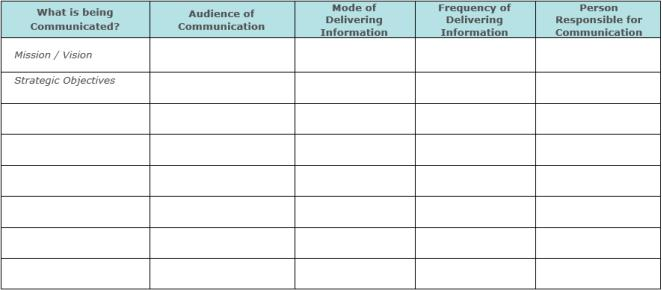 What is being
Communicated?
Audience of
Communication
Mode of
Delivering
Information
Frequency of
Delivering
Information
Person
Responsible for
Communication
Mission / Vision
Strategic Objectives